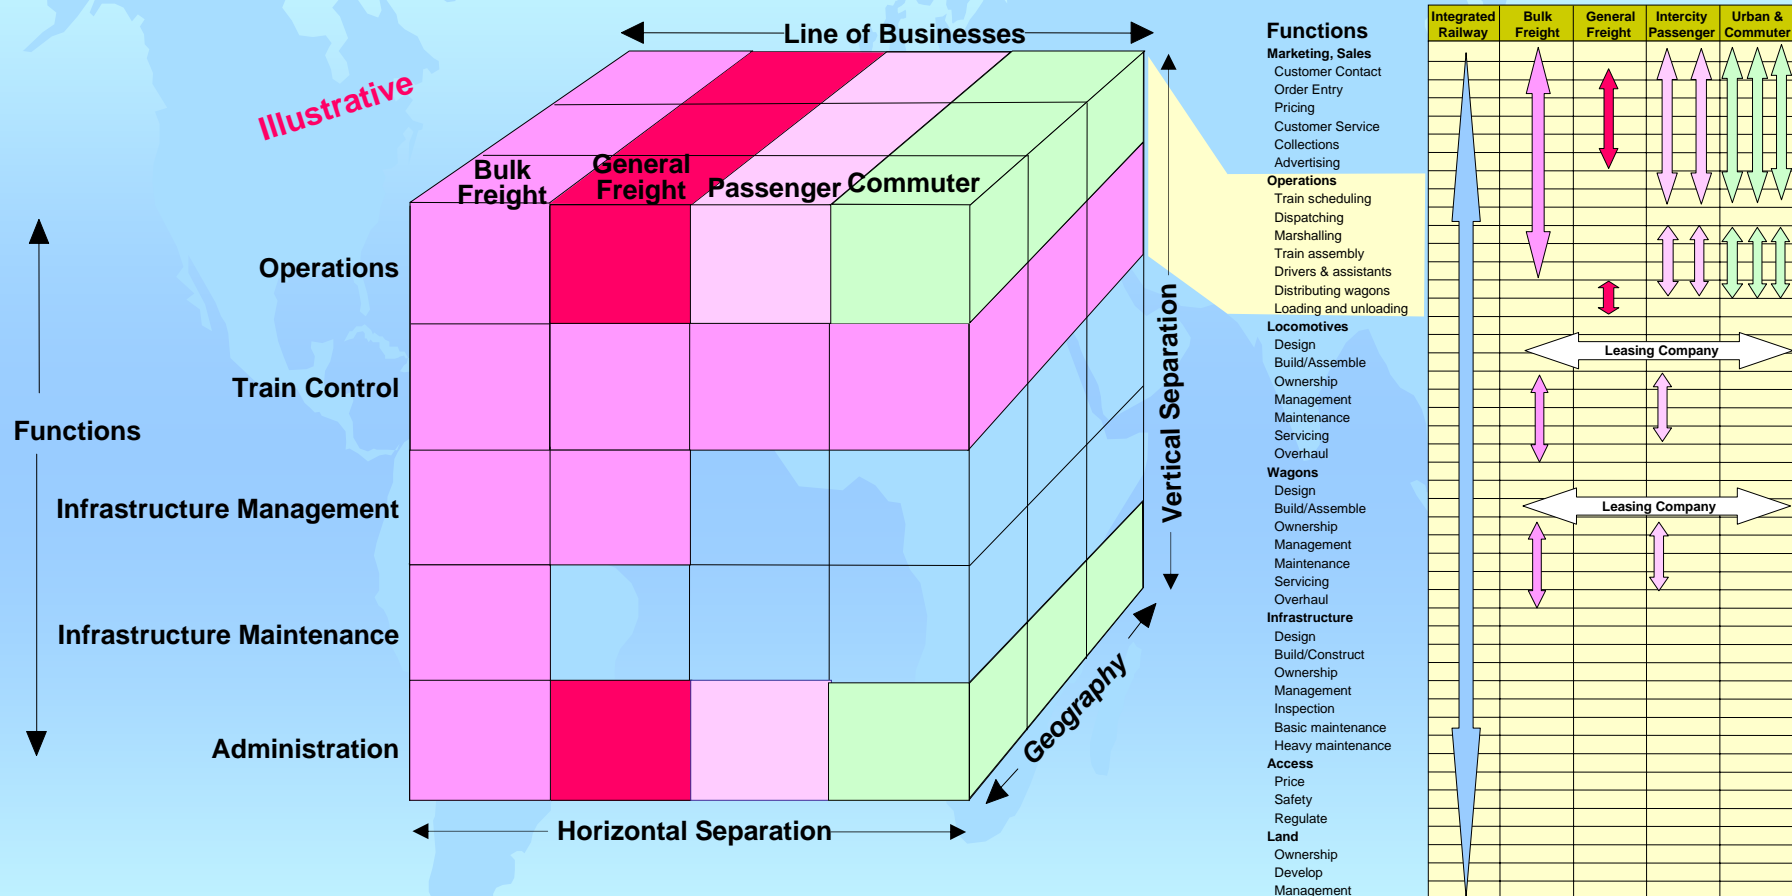 Line of Businesses
Illustrative
Bulk
Freight
General
Freight
Passenger
Commuter
Functions
Operations
Train Control
Infrastructure Management
Infrastructure Maintenance
Administration
Vertical Separation
Geography
Horizontal Separation
Functions
Marketing, Sales
Customer Contact
Order Entry
Pricing
Customer Service
Collections
Advertising
Operations
Train scheduling
Dispatching
Marshalling
Train assembly
Drivers & assistants
Distributing wagons
Loading and unloading
Locomotives
Design
Build/Assemble
Ownership
Management
Maintenance
Servicing
Overhaul
Wagons
Design
Build/Assemble
Ownership
Management
Maintenance
Servicing
Overhaul
Infrastructure
Design
Build/Construct
Ownership
Management
Inspection
Basic maintenance
Heavy maintenance
Access
Price
Safety
Regulate
Land
Ownership
Develop
Management
Integrated
Railway
Bulk
Freight
General
Freight
Intercity
Passenger
Urban &
Commuter
Leasing Company
Leasing Company